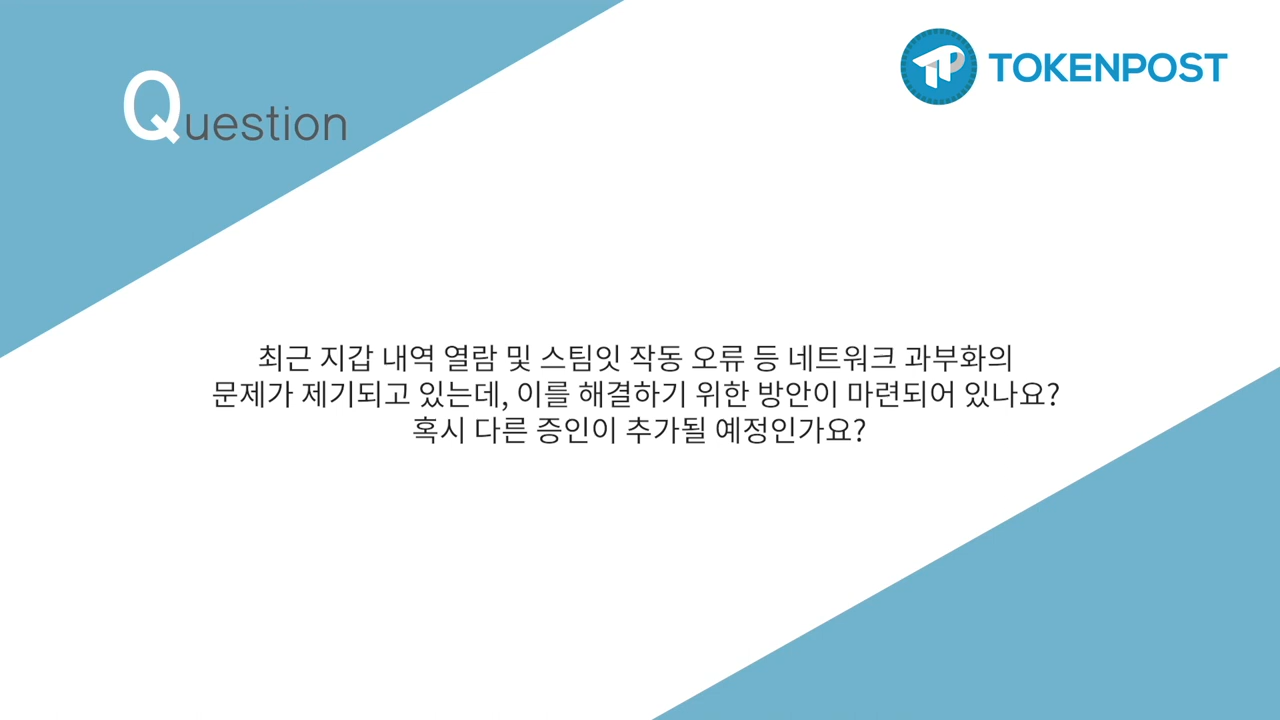 Question
TOKENPOST
최근 지갑 내역 열람 및 스팀잇 작동 오류 등 네트워크 과부화의
문제가 제기되고 있는데, 이를 해결하기 위한 방안이 마련되어 있나요?
혹시 다른 증인이 추가될 예정인가요?